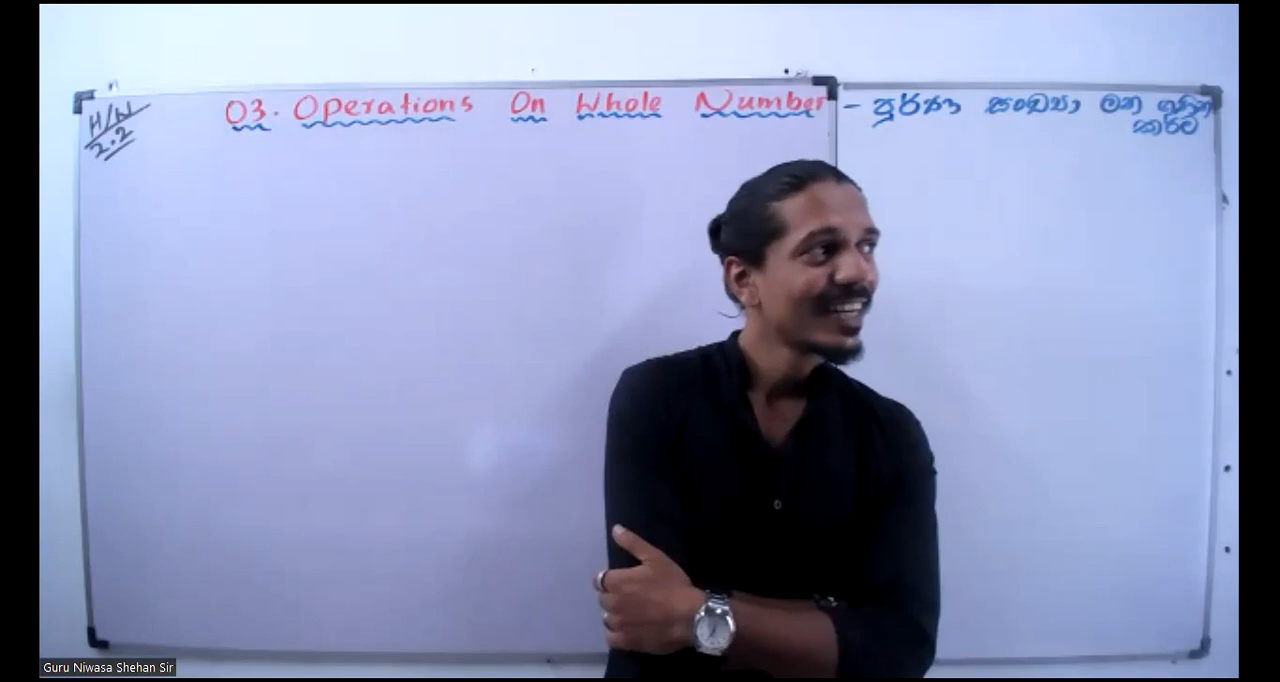 H/W
2.2
03. Operations On Whole Number - පූර්ණ සංඛ්‍යා මත ගණිත
කර්ම
Guru Niwasa Shehan Sir